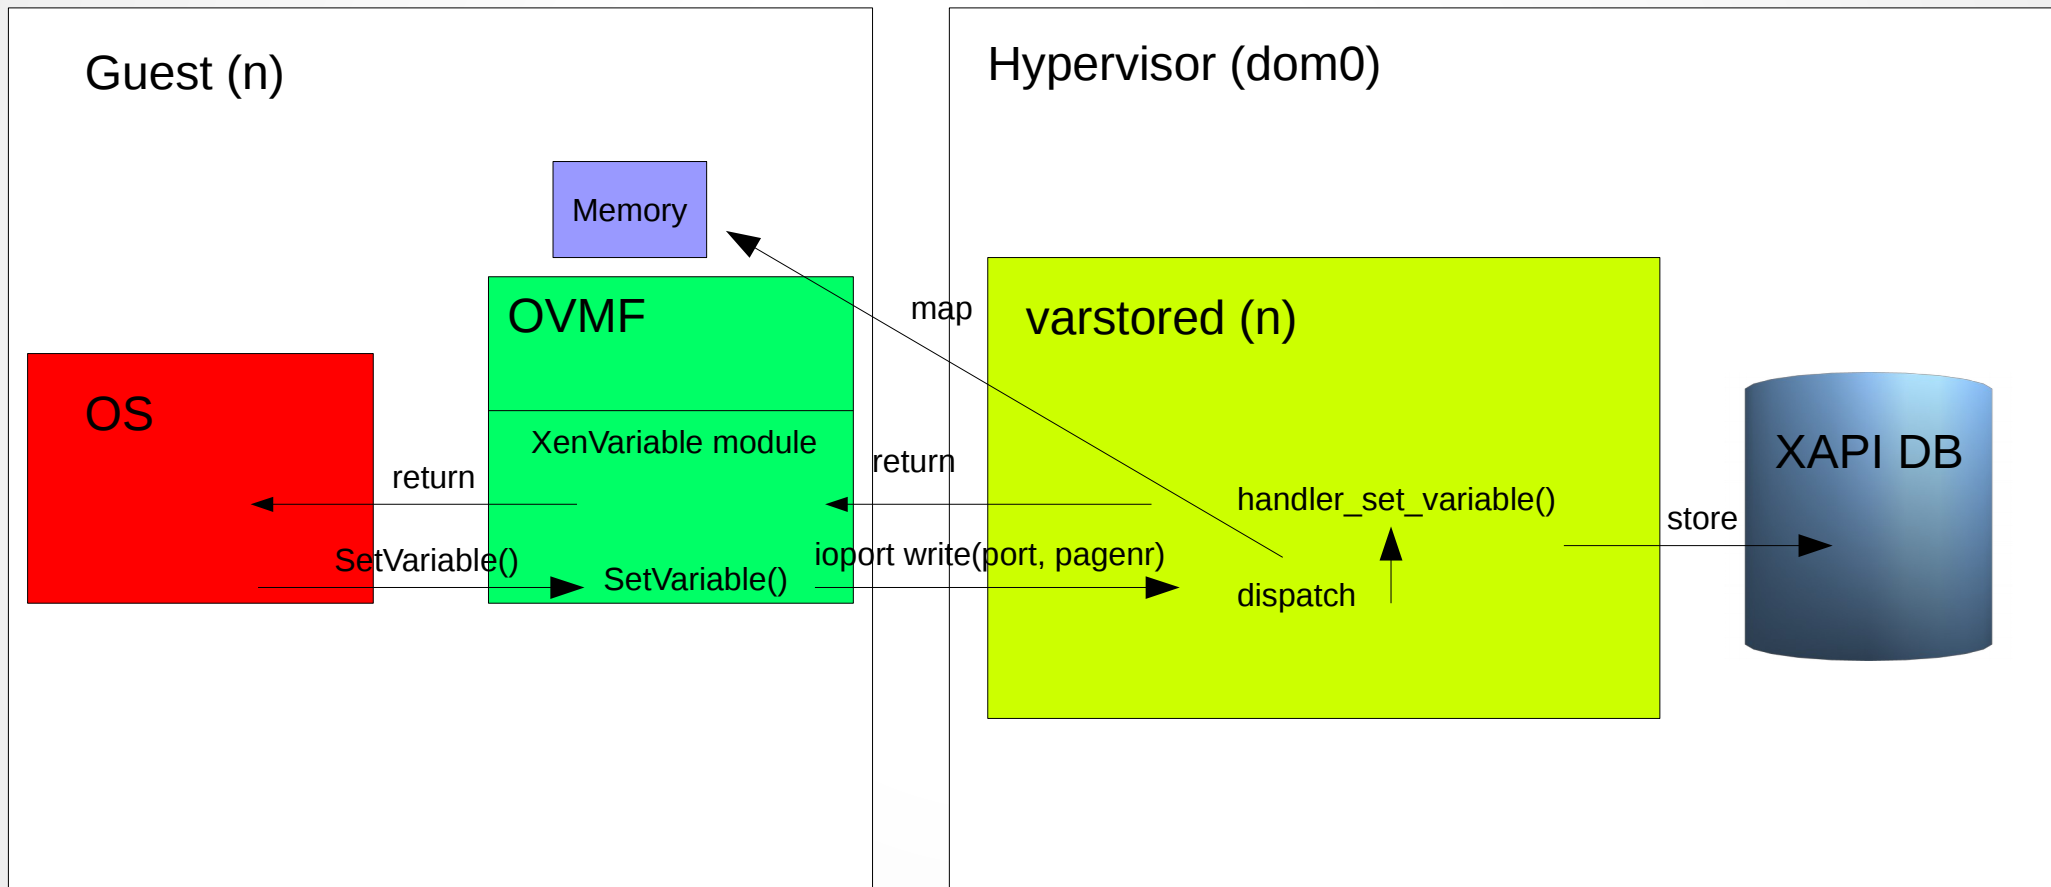 Guest (n)
Hypervisor (dom0)
Memory
OVMF
map
varstored (n)
OS
XenVariable module
XAPI DB
return
return
handler_set_variable()
store
SetVariable()
SetVariable()
ioport write(port, pagenr)
dispatch